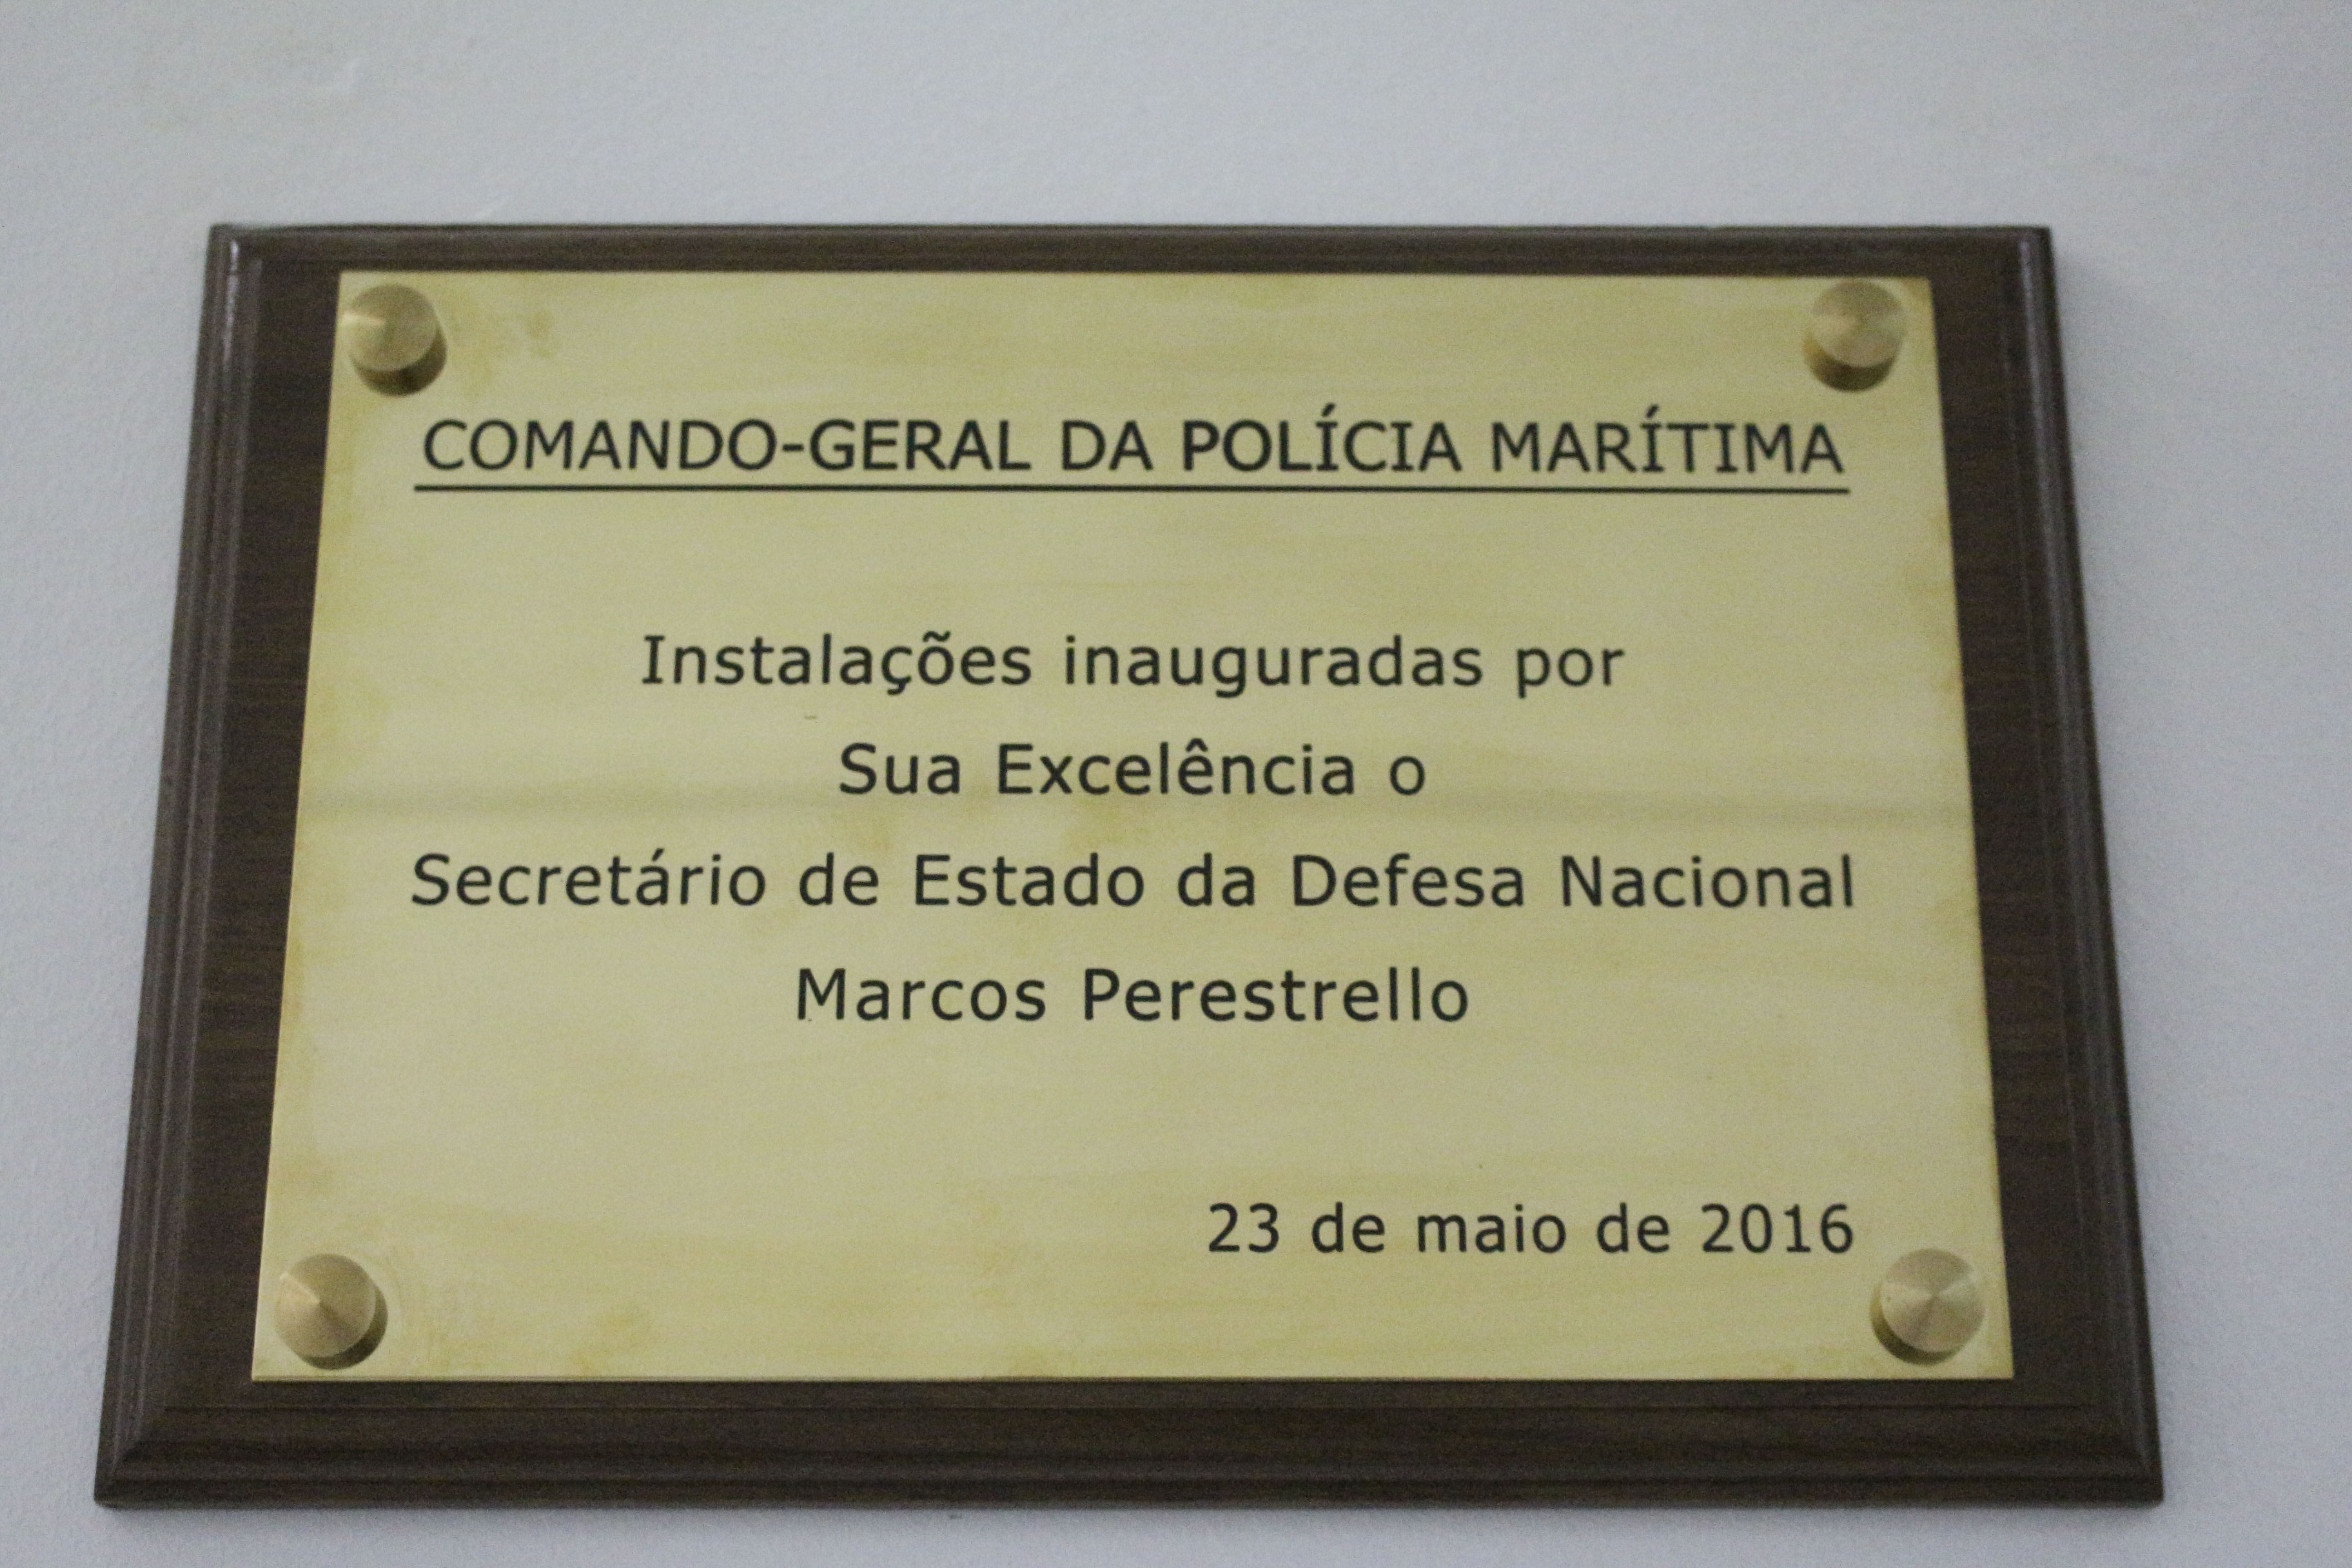 COMANDO-GERAL DA POLÍCIA MARÍTIMA
Instalações inauguradas por
Sua Excelência o
Secretário de Estado da Defesa Nacional
Marcos Perestrello
23 de maio de 2016